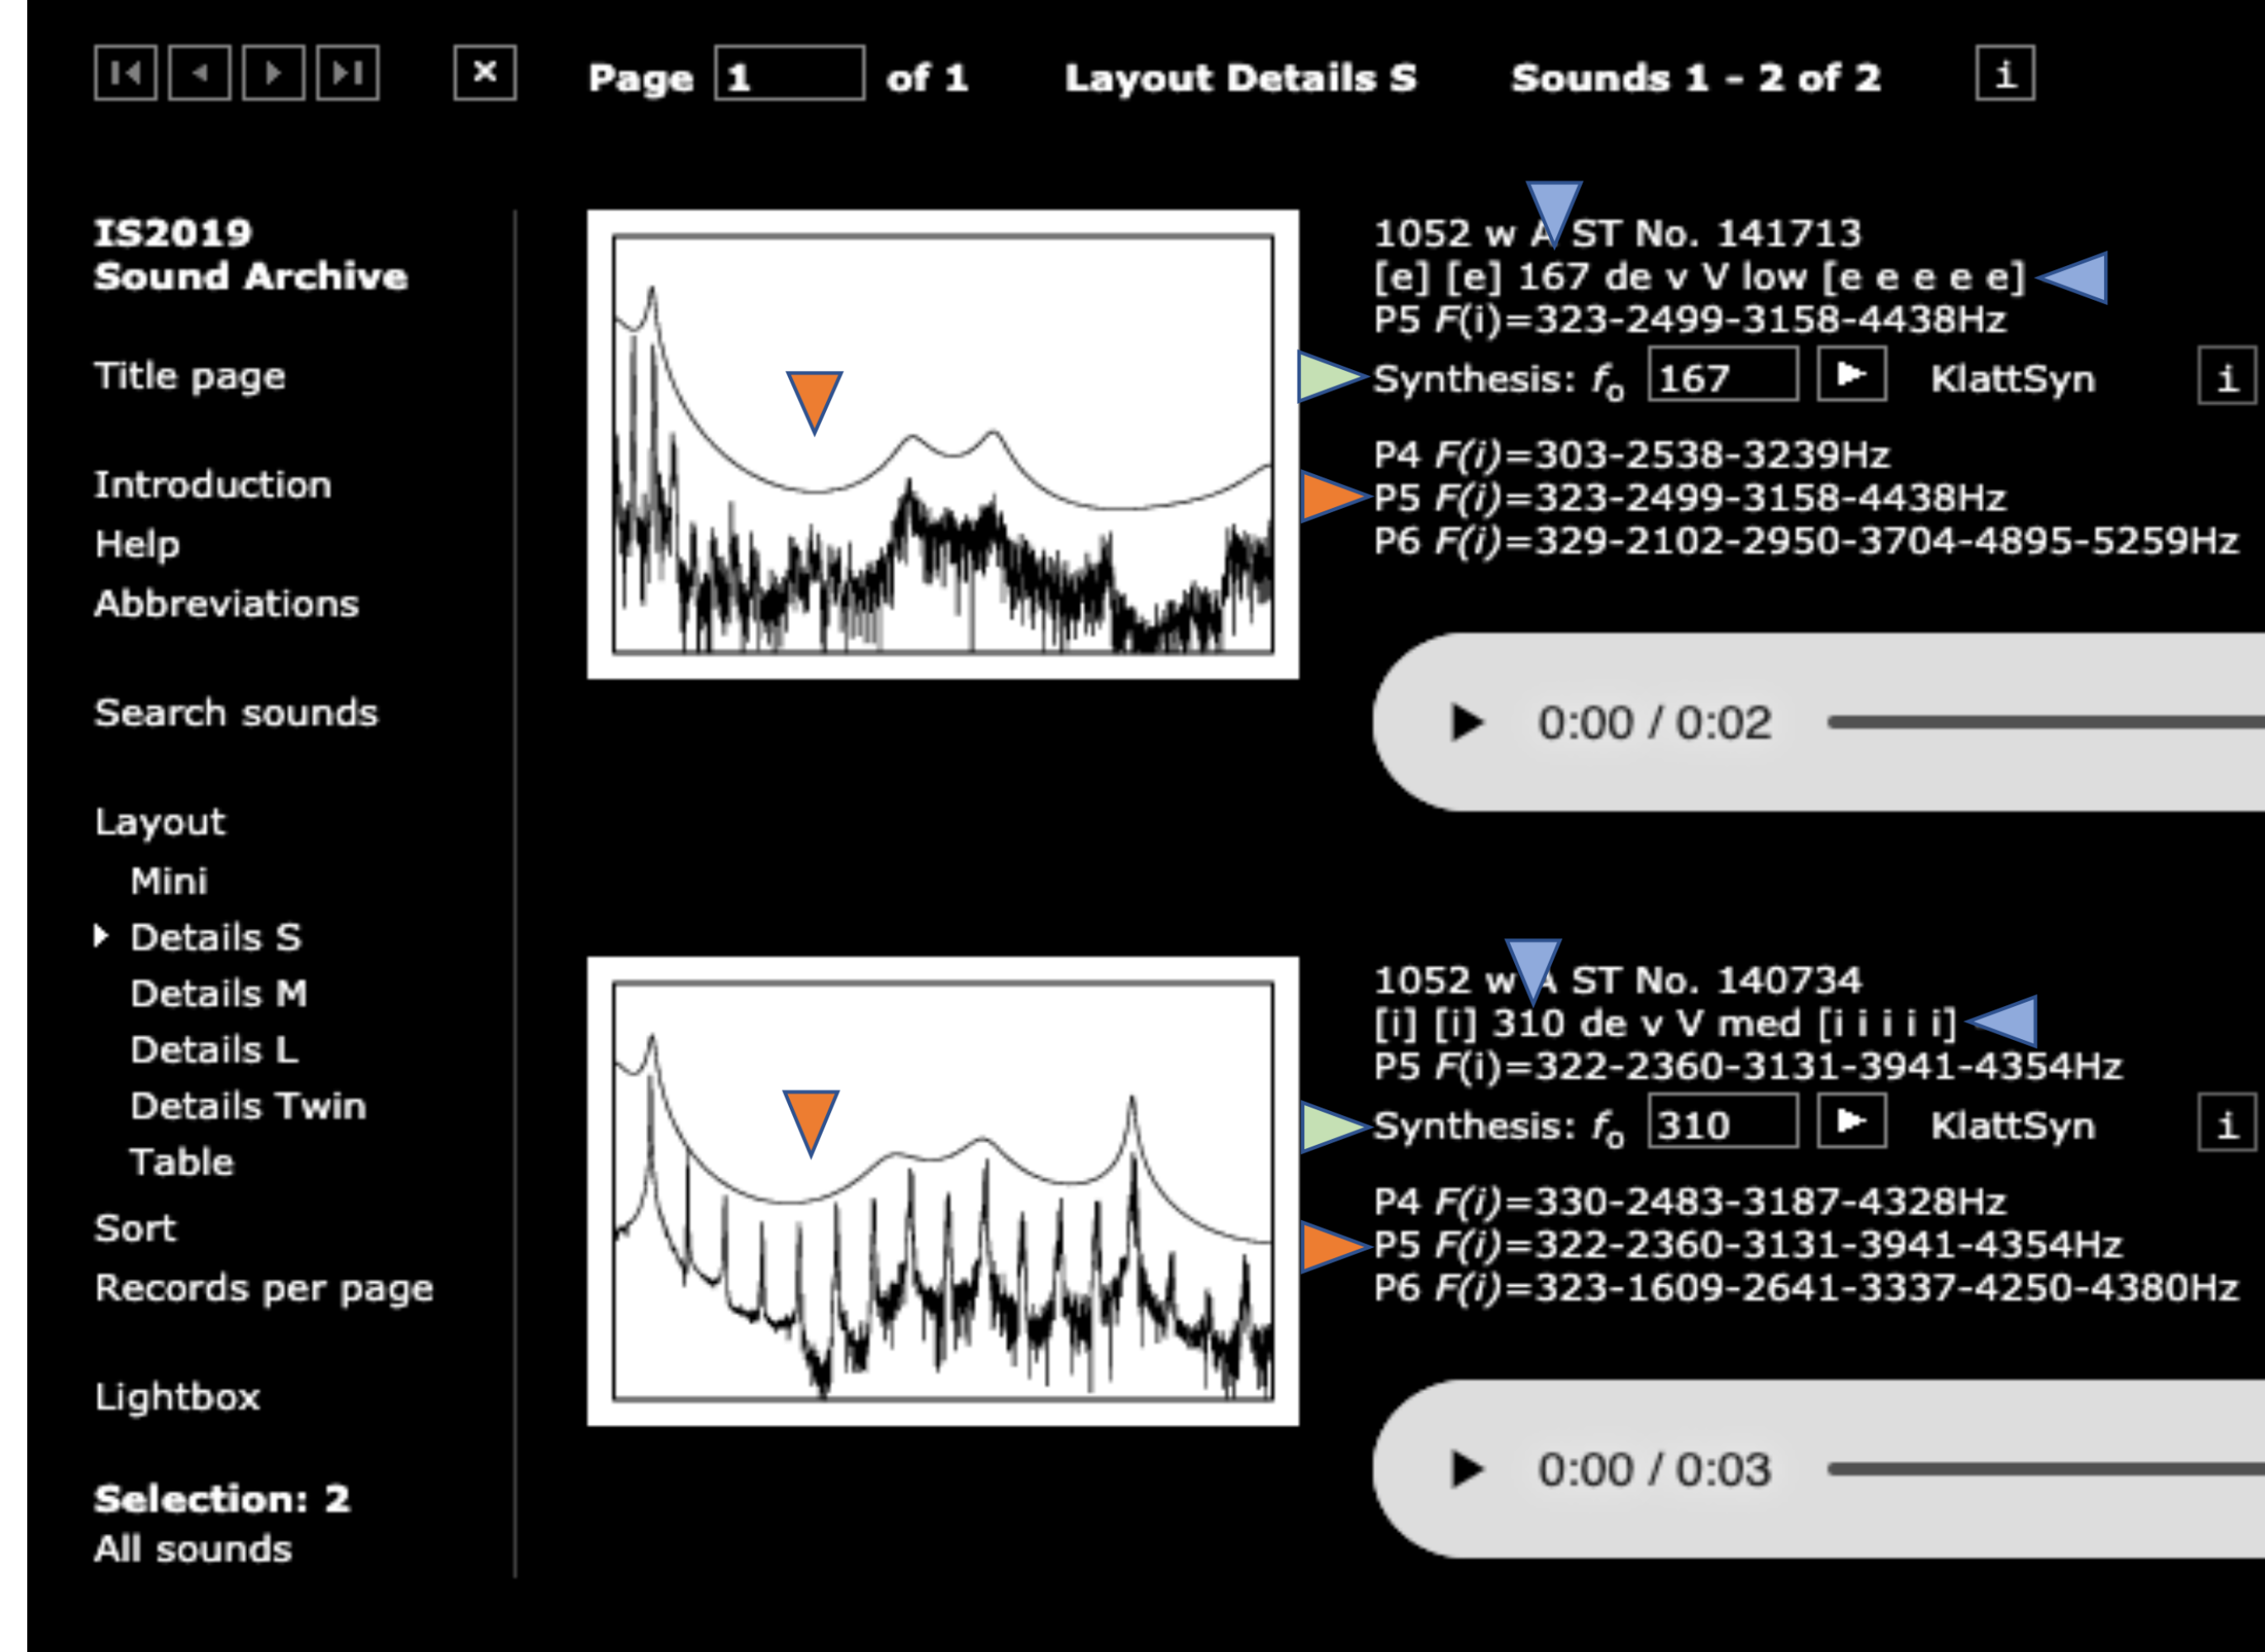 Page 1 of 1 Layout Details S Sounds 1 - 2 of 2 i
IS2019
Sound Archive
Title page
Introduction
Help
Abbreviations
Search sounds
Layout
Mini
Details S
Details M
Details L
Details Twin
Table
Sort
Records per page
Lightbox
Selection: 2
All sounds
1052 w A ST No. 141713
[e] [e] 167 de v V low [e e e e e]
P5 F(i)=323-2499-3158-4438Hz
Synthesis: fo 167 KlattSyn i
P4 F(i)=303-2538-3239Hz
P5 F(i)=323-2499-3158-4438Hz
P6 F(i)=329-2102-2950-3704-4895-5259Hz
0:00 / 0:02
1052 w A ST No. 140734
[i] [i] 310 de v V med [i i i i i]
P5 F(i)=322-2360-3131-3941-4354Hz
Synthesis: fo 310 KlattSyn i
P4 F(i)=330-2483-3187-4328Hz
P5 F(i)=322-2360-3131-3941-4354Hz
P6 F(i)=323-1609-2641-3337-4250-4380Hz
0:00 / 0:03